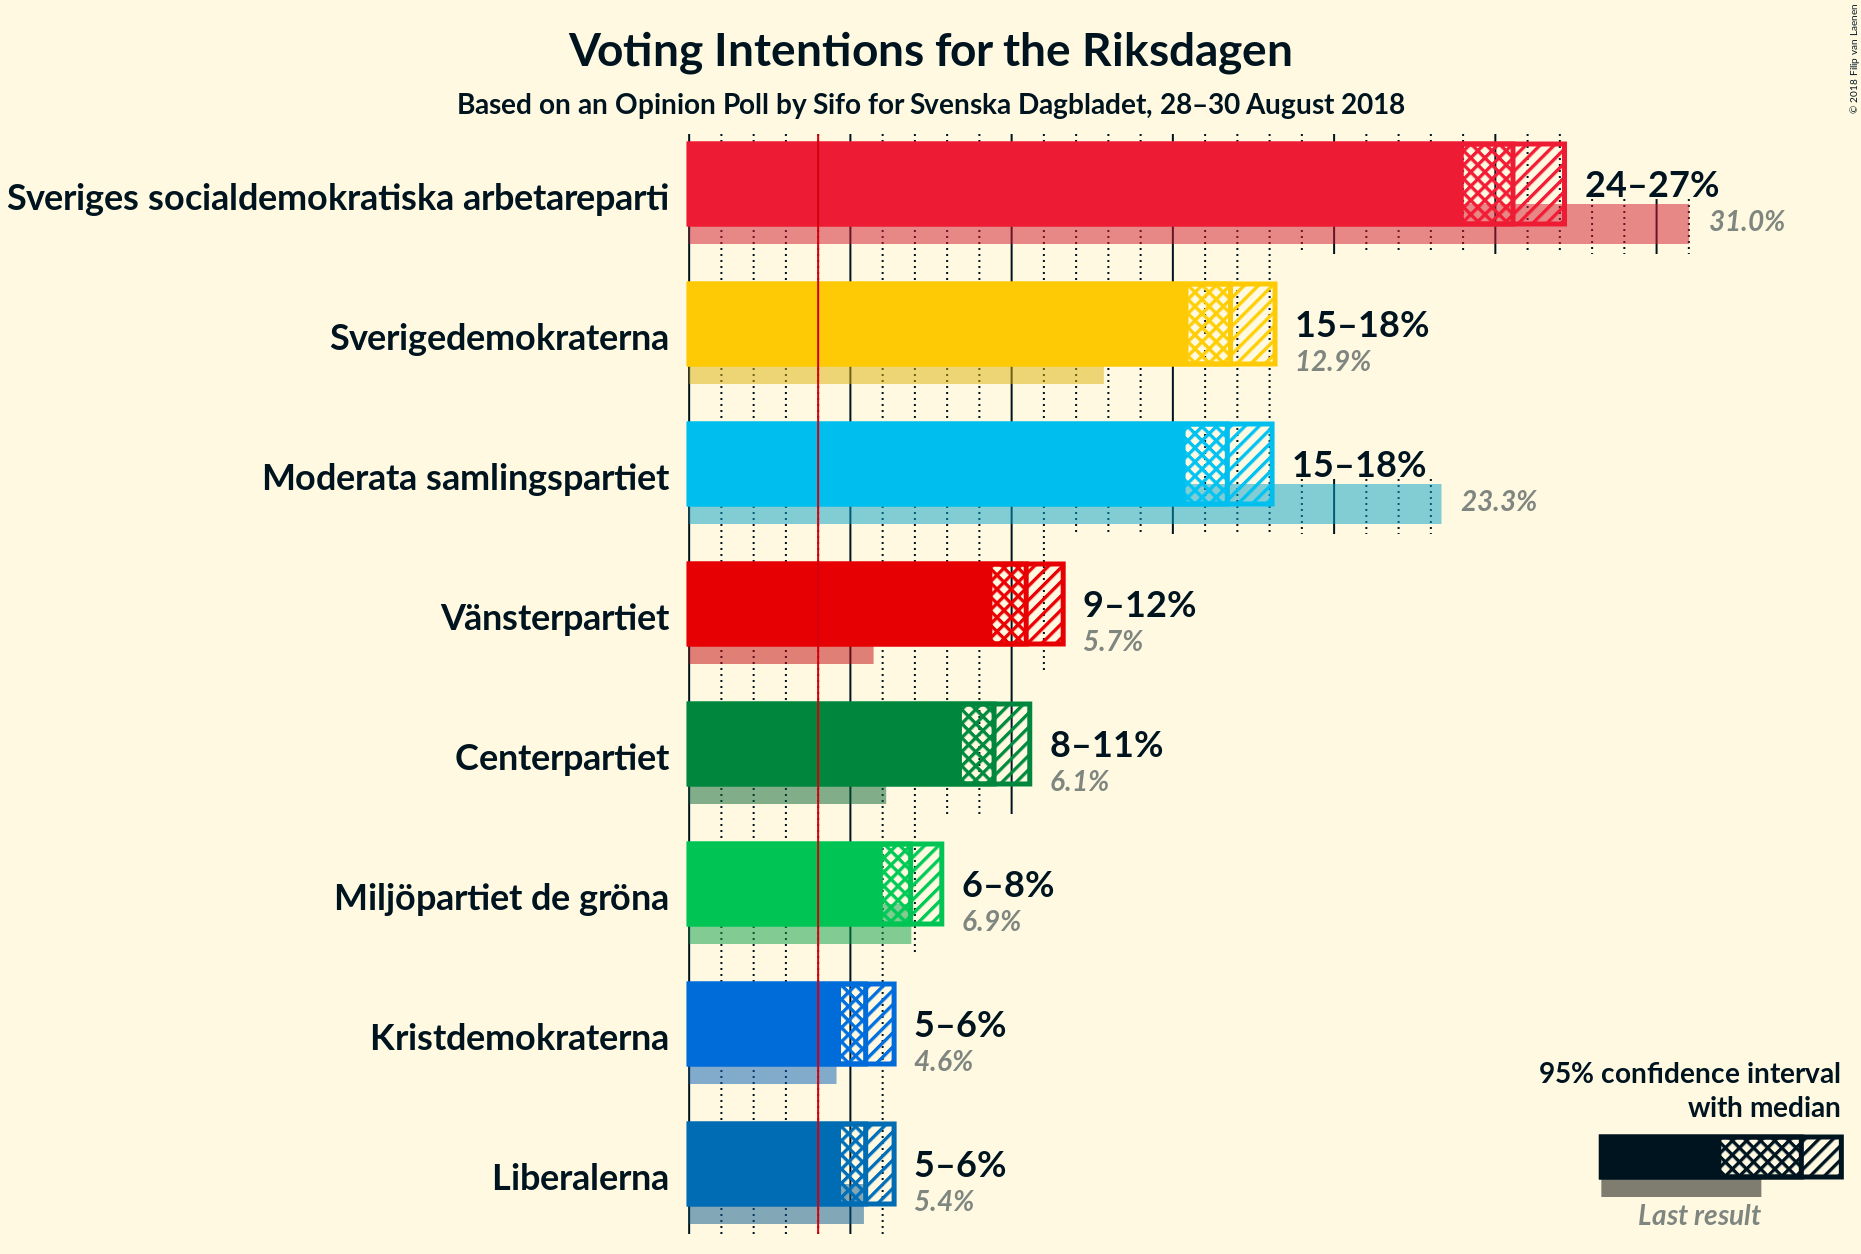 Voting Intentions for the Riksdagen
Based on an Opinion Poll by Sifo for Svenska Dagbladet, 28–30 August 2018
© 2018 Filip van Laenen
Sveriges socialdemokratiska arbetareparti
24–27%
31.0%
Sverigedemokraterna
15–18%
12.9%
Moderata samlingspartiet
15–18%
23.3%
Vänsterpartiet
9–12%
5.7%
Centerpartiet
8–11%
6.1%
Miljöpartiet de gröna
6–8%
6.9%
Kristdemokraterna
5–6%
4.6%
Liberalerna
5–6%
5.4%
95% confidence interval
with median
Last result